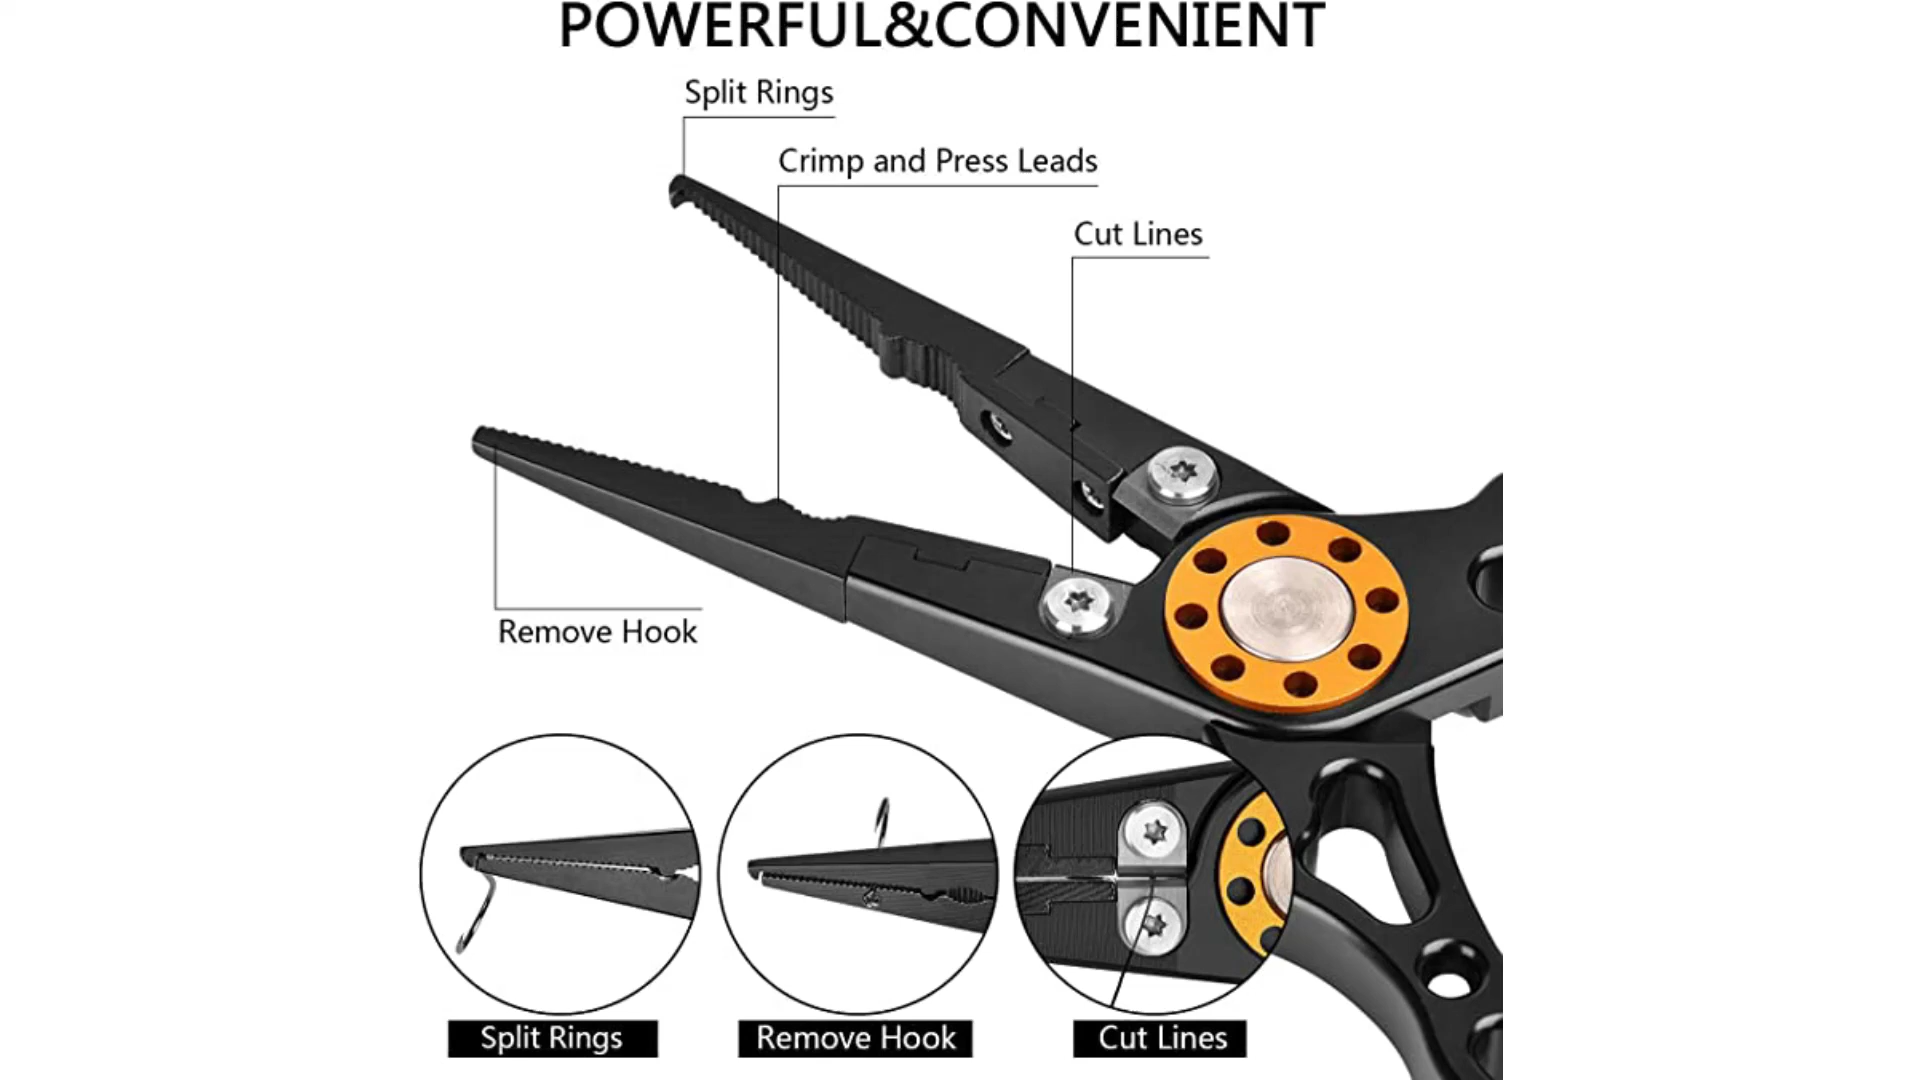 POWERFUL&CONVENIENT
Split Rings
Crimp and Press Leads
Cut Lines
Remove Hook
Split Rings
Remove Hook
Cut Lines